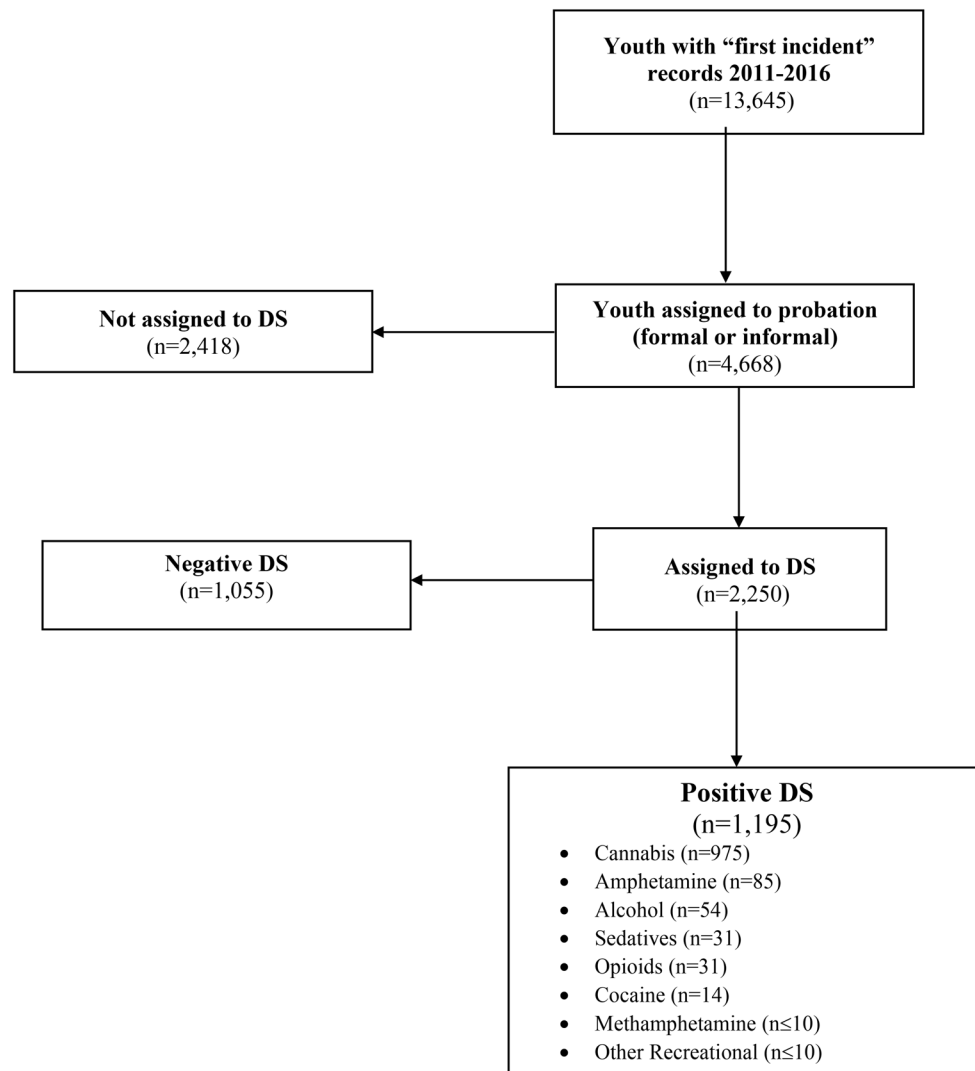 Youth with “first incident”
records 2011-2016
(n=13,645)
Not assigned to DS
(n=2,418)
Youth assigned to probation
(formal or informal)
(n=4,668)
Negative DS
(n=1,055)
Assigned to DS
(n=2,250)
Positive DS
(n=1,195)
• Cannabis (n=975)
• Amphetamine (n=85)
• Alcohol (n=54)
• Sedatives (n=31)
• Opioids (n=31)
• Cocaine (n=14)
• Methamphetamine (n≤10)
• Other Recreational (n≤10)